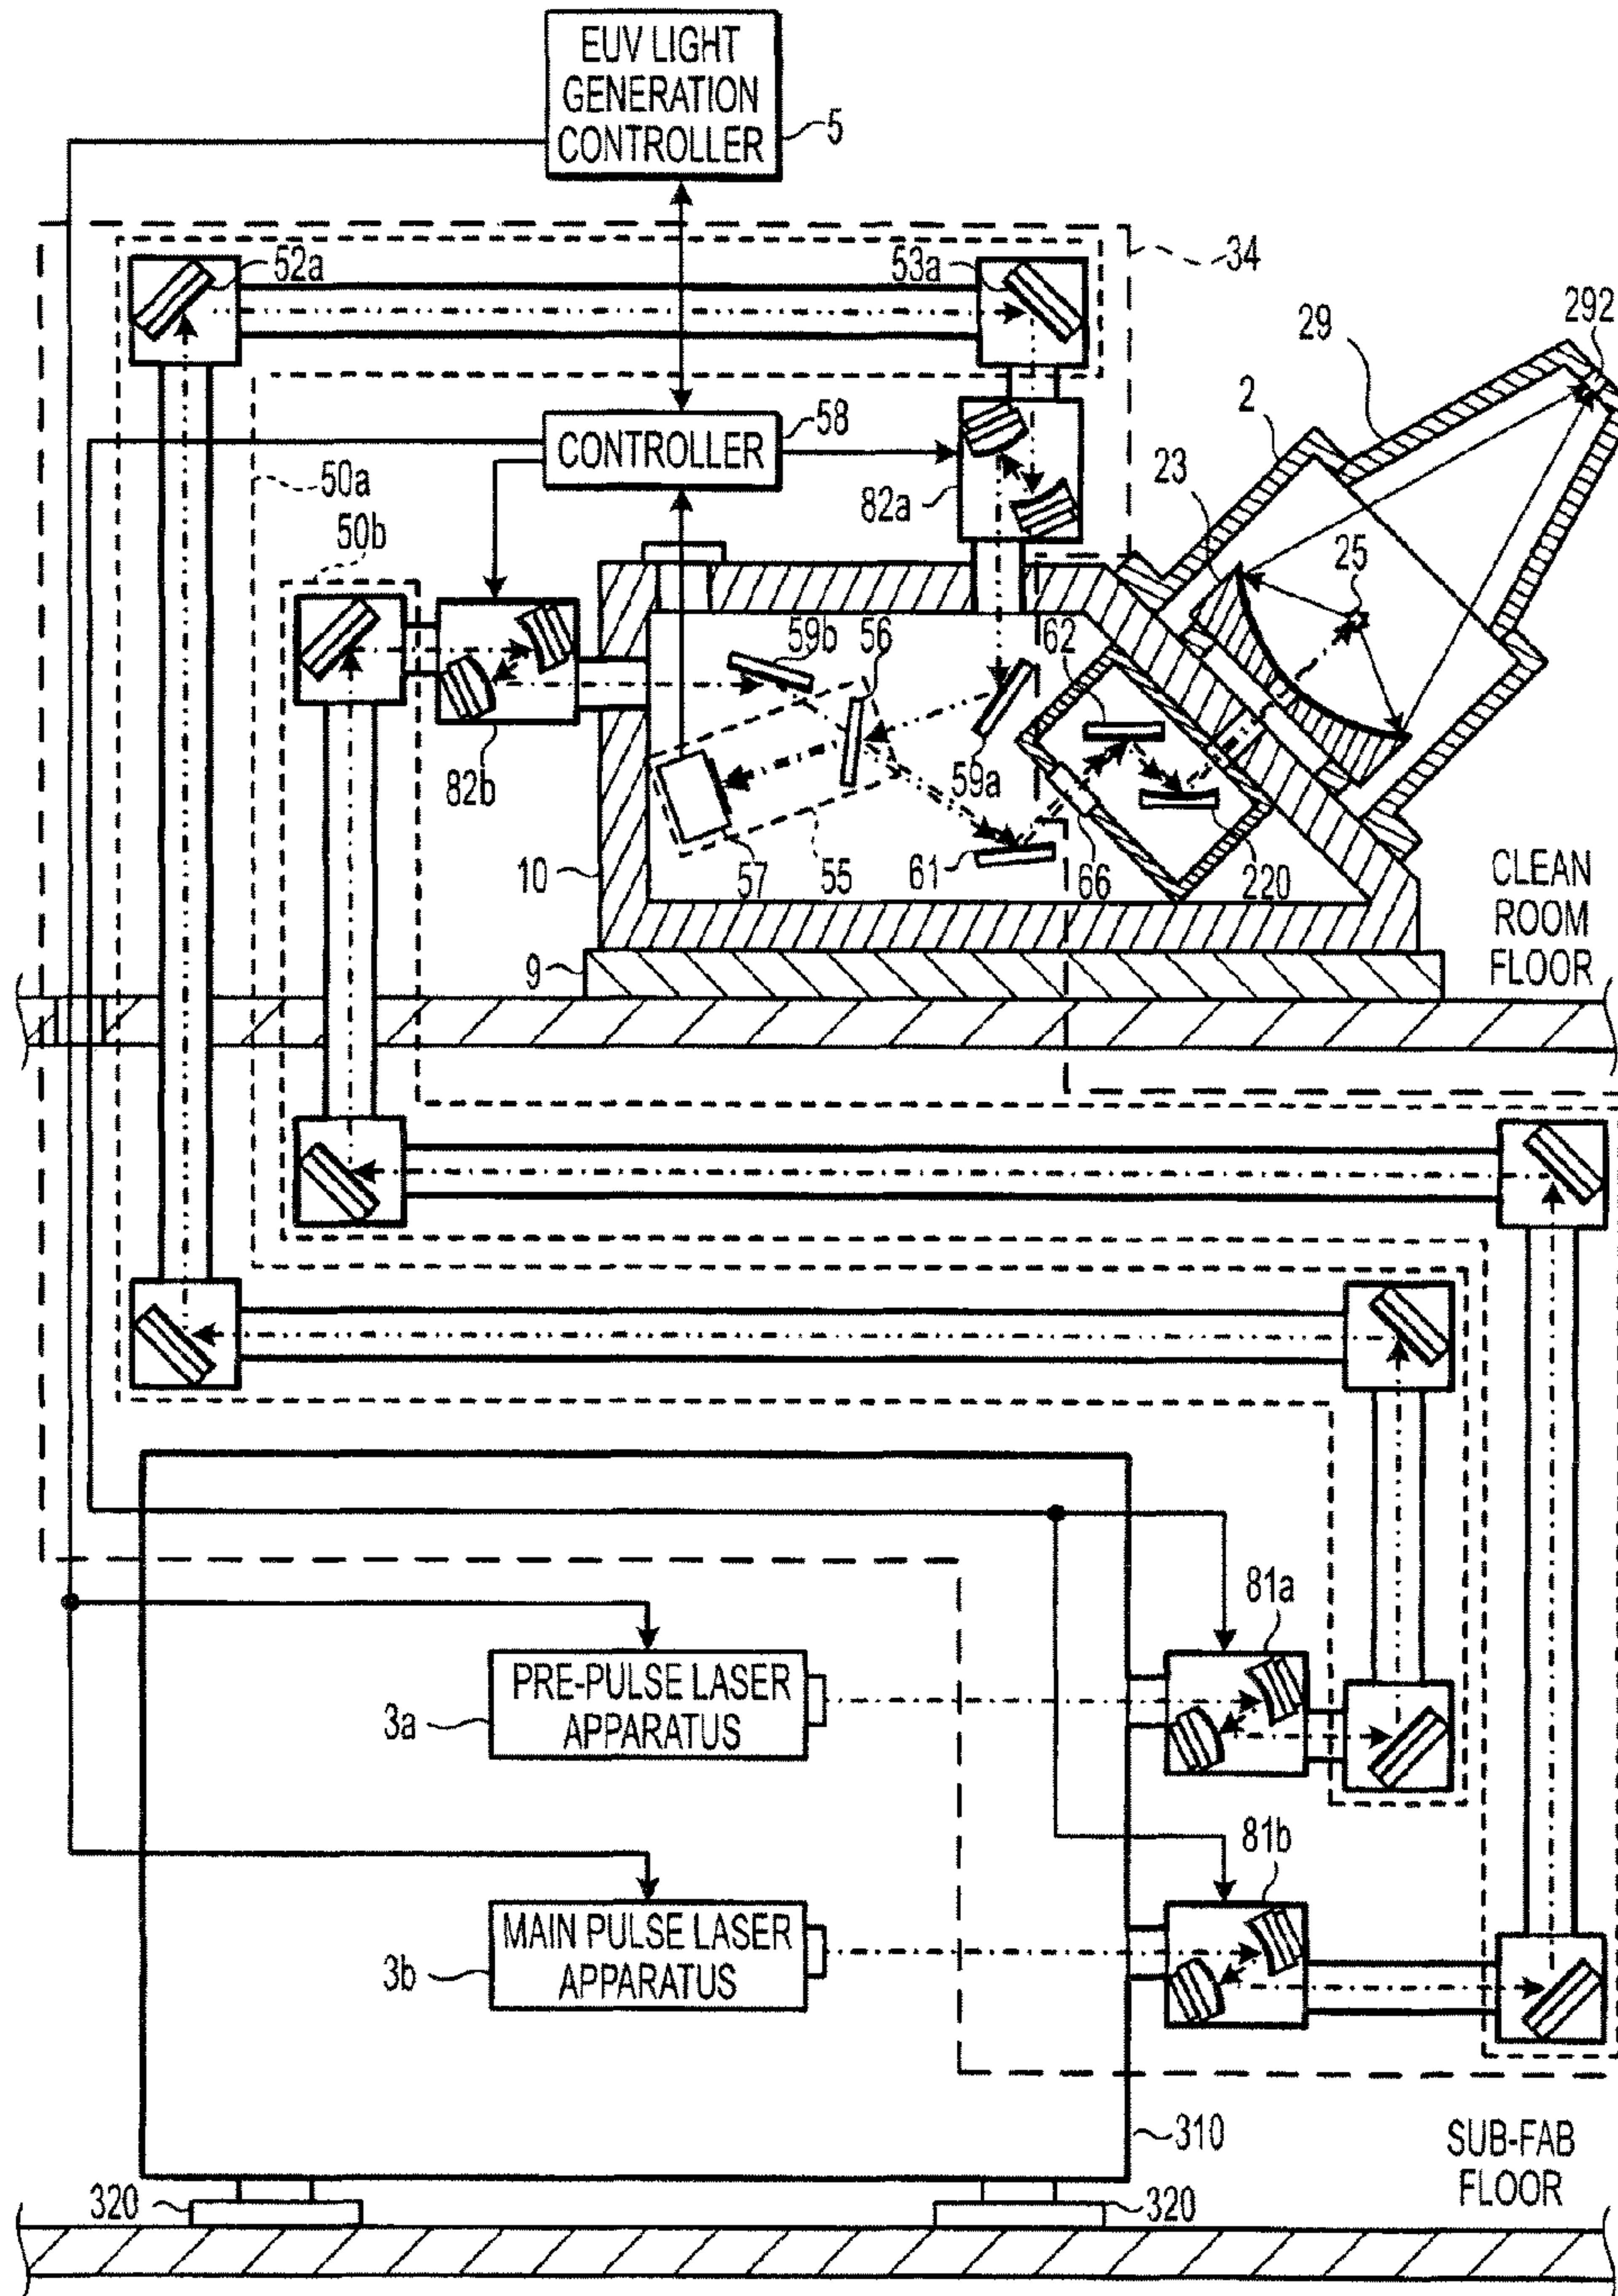 EUV LIGHT
GENERATION
CONTROLLER
5
52a
53a
34
292
29
2
CONTROLLER
58
23
50a
82a
50b
25
59b
56
62
82b
59a
10
57
55
61
66
220
CLEAN
ROOM
FLOOR
9
81a
PRE-PULSE LASER
APPARATUS
3a
81b
MAIN PULSE LASER
APPARATUS
3b
310
SUB-FAB
FLOOR
320
320